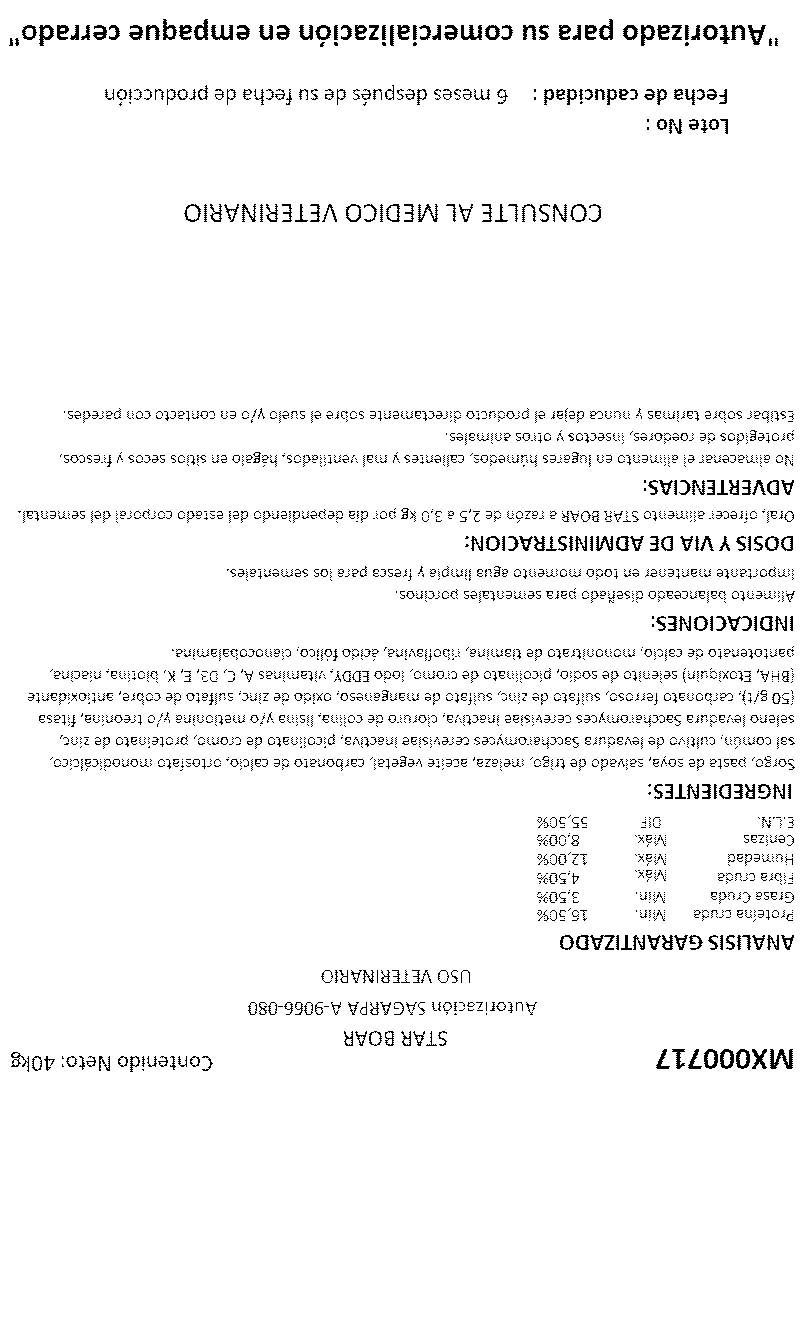 MX000717
Contenido Neto: 40kg
STAR BOAR
Autorización SAGARPA A-9066-080
USO VETERINARIO
ANALISIS GARANTIZADO
Proteína cruda Min. 15,50%
Grasa Cruda Min. 3,50%
Fibra cruda Máx. 4,50%
Humedad Máx. 12,00%
Cenizas Máx. 8,00%
E.L.N. DIF 55,50%
INGREDIENTES:
Sorgo, pasta de soya, salvado de trigo, melaza, aceite vegetal, carbonato de calcio, ortosfato monodicálcico,
sal común, cultivo de levadura Saccharomyces cerevisiae inactiva, picolinato de cromo, proteinato de zinc,
seleno levadura Saccharomyces cerevisiae inactiva, cloruro de colina, lisina y/o metionina y/o treonina, fitasa
(50 g/t), carbonato ferroso, sulfato de zinc, sulfato de manganeso, oxido de zinc, sulfato de cobre, antioxidante
(BHA, Etoxiquin) selenito de sodio, picolinato de cromo, Iodo EDDY, vitaminas A, C, D3, E, K, biotina, niacina,
pantotenato de calcio, mononitrato de tiamina, riboflavina, ácido fólico, cianocobalamina.
INDICACIONES:
Alimento balanceado diseñado para sementales porcinos.
Importante mantener en todo momento agua limpia y fresca para los sementales.
DOSIS Y VIA DE ADMINISTRACION:
Oral, ofrecer alimento STAR BOAR a razón de 2,5 a 3,0 kg por día dependiendo del estado corporal del semental.
ADVERTENCIAS:
No almacenar el alimento en lugares húmedos, calientes y mal ventilados, hágalo en sitios secos y frescos,
protegidos de roedores, insectos y otros animales.
Estibar sobre tarimas y nunca dejar el producto directamente sobre el suelo y/o en contacto con paredes.
CONSULTE AL MEDICO VETERINARIO
Lote No :
Fecha de caducidad : 6 meses después de su fecha de producción
"Autorizado para su comercialización en empaque cerrado"